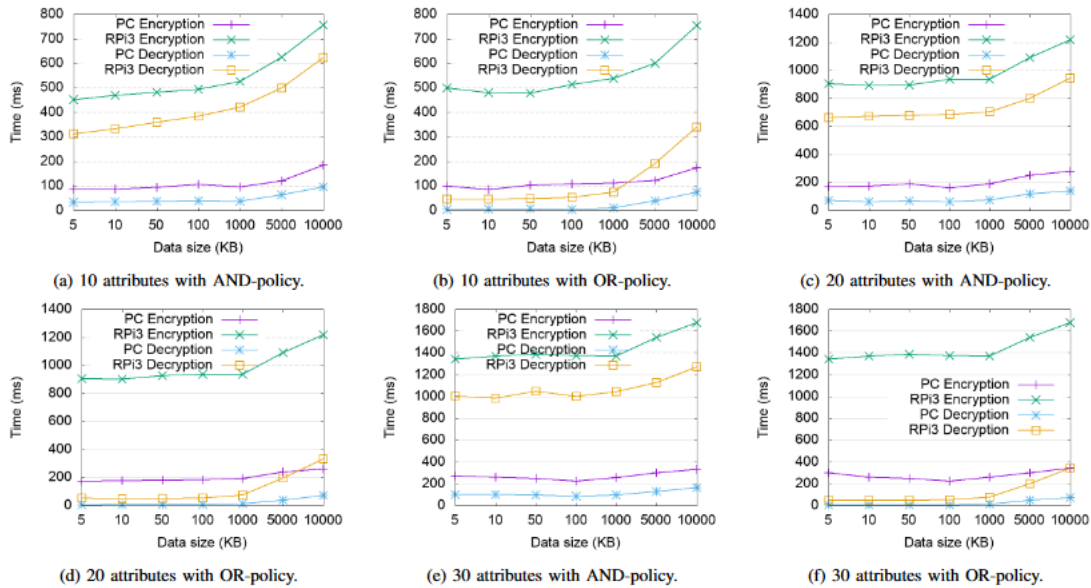 PC Encryption
RPi3 Encryption
PC Decryption
RPi3 Decryption
Time (ms)
800
700
600
500
400
300
200
100
0
5 10 50 100 1000 5000 10000
Data size (KB)
(a) 10 attributes with AND-policy.
PC Encryption
RPi3 Encryption
PC Decryption
RPi3 Decryption
Time (ms)
800
700
600
500
400
300
200
100
0
5 10 50 100 1000 5000 10000
Data size (KB)
(b) 10 attributes with OR-policy.
PC Encryption
RPi3 Encryption
PC Decryption
RPi3 Decryption
Time (ms)
1400
1200
1000
800
600
400
200
0
5 10 50 100 1000 5000 10000
Data size (KB)
(c) 20 attributes with AND-policy.
PC Encryption
RPi3 Encryption
PC Decryption
RPi3 Decryption
Time (ms)
1400
1200
1000
800
600
400
200
0
5 10 50 100 1000 5000 10000
Data size (KB)
(d) 20 attributes with OR-policy.
PC Encryption
RPi3 Encryption
PC Decryption
RPi3 Decryption
Time (ms)
1800
1600
1400
1200
1000
800
600
400
200
0
5 10 50 100 1000 5000 10000
Data size (KB)
(e) 30 attributes with AND-policy.
PC Encryption
RPi3 Encryption
PC Decryption
RPi3 Decryption
Time (ms)
1800
1600
1400
1200
1000
800
600
400
200
0
5 10 50 100 1000 5000 10000
Data size (KB)
(f) 30 attributes with OR-policy.